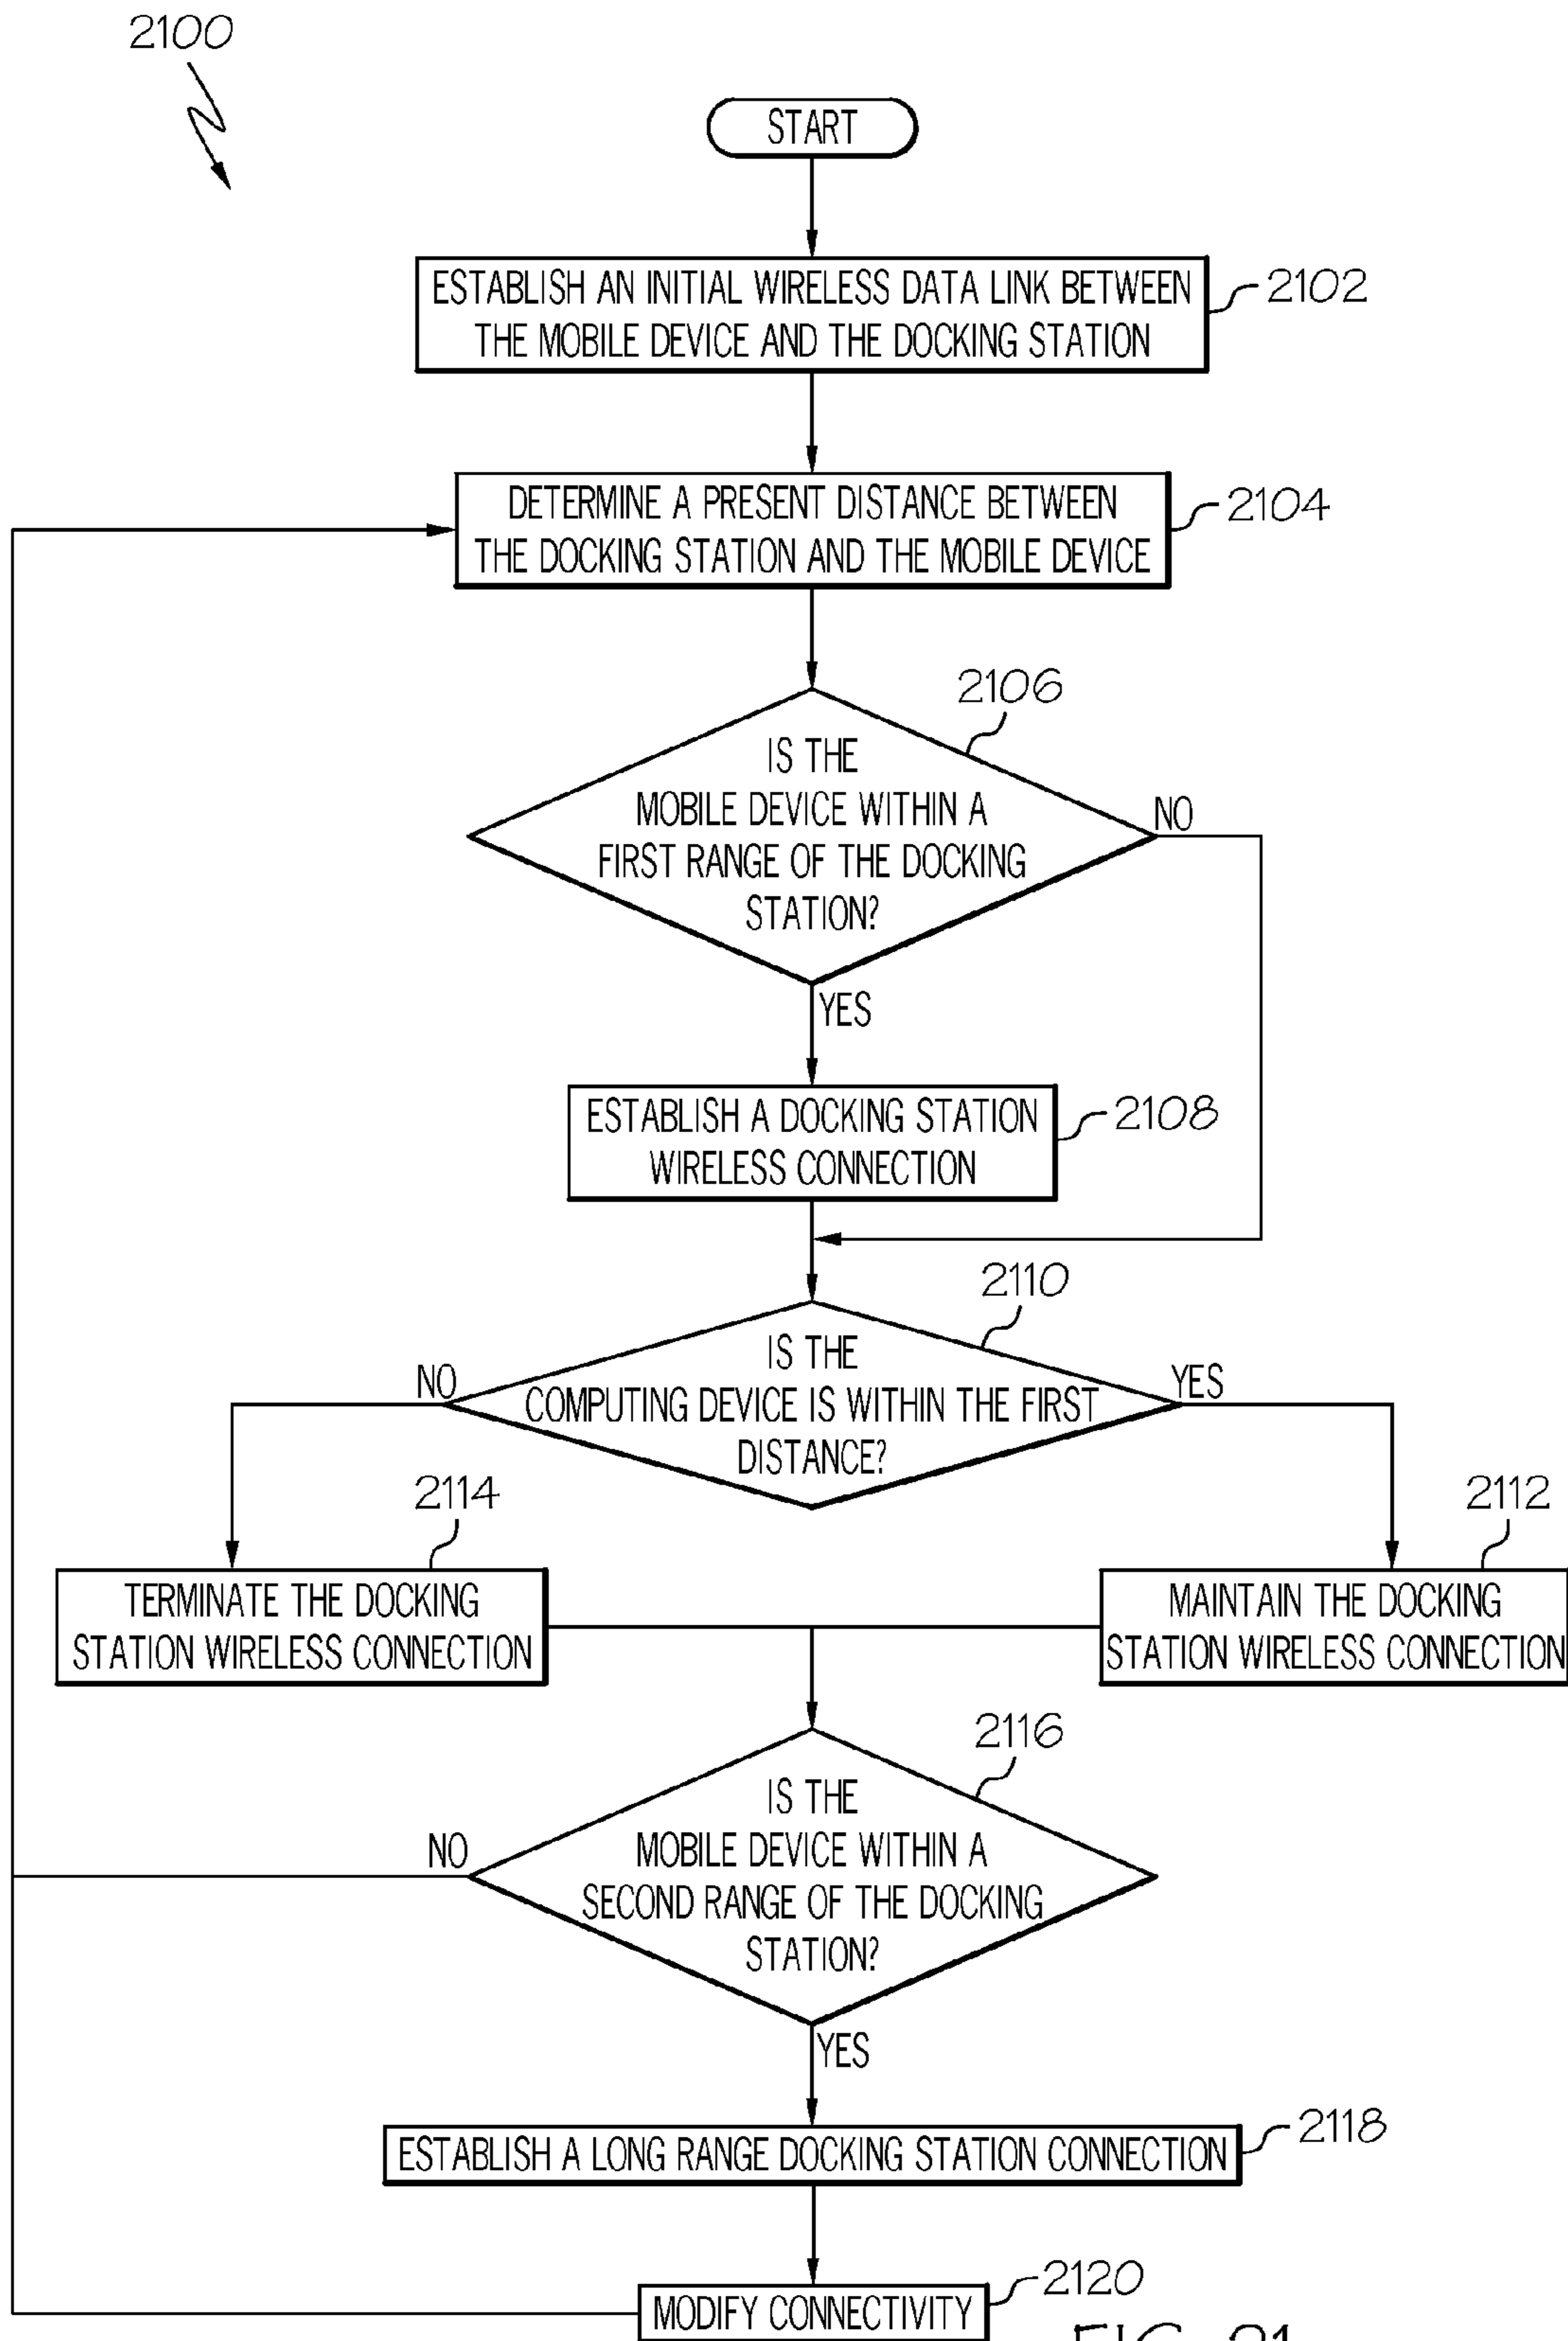 2100
START
ESTABLISH AN INITIAL WIRELESS DATA LINK BETWEEN
THE MOBILE DEVICE AND THE DOCKING STATION
2102
DETERMINE A PRESENT DISTANCE BETWEEN
THE DOCKING STATION AND THE MOBILE DEVICE
2104
2106
IS THE
MOBILE DEVICE WITHIN A
FIRST RANGE OF THE DOCKING
STATION?
NO
YES
ESTABLISH A DOCKING STATION
WIRELESS CONNECTION
2108
2110
IS THE
COMPUTING DEVICE IS WITHIN THE FIRST
DISTANCE?
NO
YES
2114
TERMINATE THE DOCKING
STATION WIRELESS CONNECTION
2112
MAINTAIN THE DOCKING
STATION WIRELESS CONNECTION
2116
IS THE
MOBILE DEVICE WITHIN A
SECOND RANGE OF THE DOCKING
STATION?
NO
YES
ESTABLISH A LONG RANGE DOCKING STATION CONNECTION
2118
MODIFY CONNECTIVITY
2120
FIG. 21